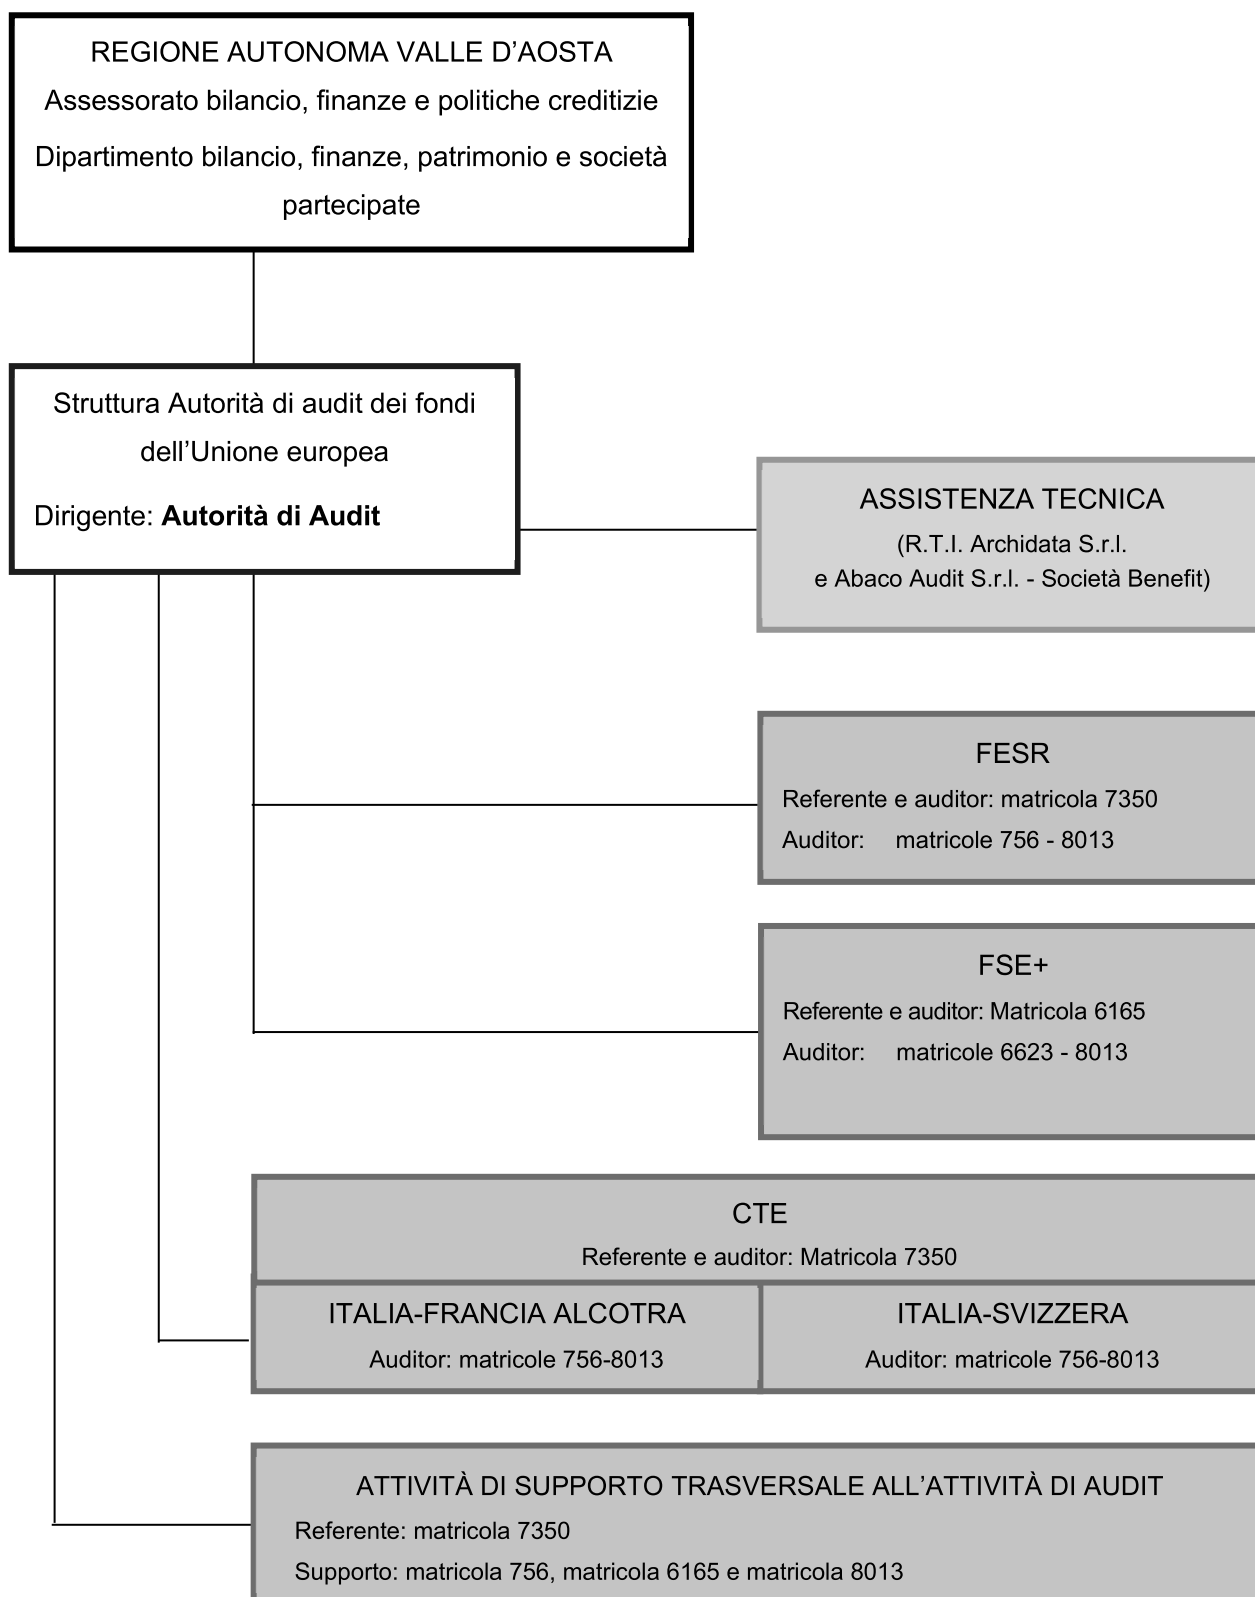 REGIONE AUTONOMA VALLE D'AOSTA
Assessorato bilancio, finanze e politiche creditizie
Dipartimento bilancio, finanze, patrimonio e società
partecipate
Struttura Autorità di audit dei fondi
dell'Unione europea
Dirigente: Autorità di Audit
ASSISTENZA TECNICA
(R.T.I. Archidata S.r.l.
e Abaco Audit S.r.l. - Società Benefit)
FESR
Referente e auditor: matricola 7350
Auditor: matricole 756 - 8013
FSE+
Referente e auditor: Matricola 6165
Auditor: matricole 6623 - 8013
CTE
Referente e auditor: Matricola 7350
ITALIA-FRANCIA ALCOTRA
Auditor: matricole 756-8013
ITALIA-SVIZZERA
Auditor: matricole 756-8013
ATTIVITÀ DI SUPPORTO TRASVERSALE ALL'ATTIVITÀ DI AUDIT
Referente: matricola 7350
Supporto: matricola 756, matricola 6165 e matricola 8013